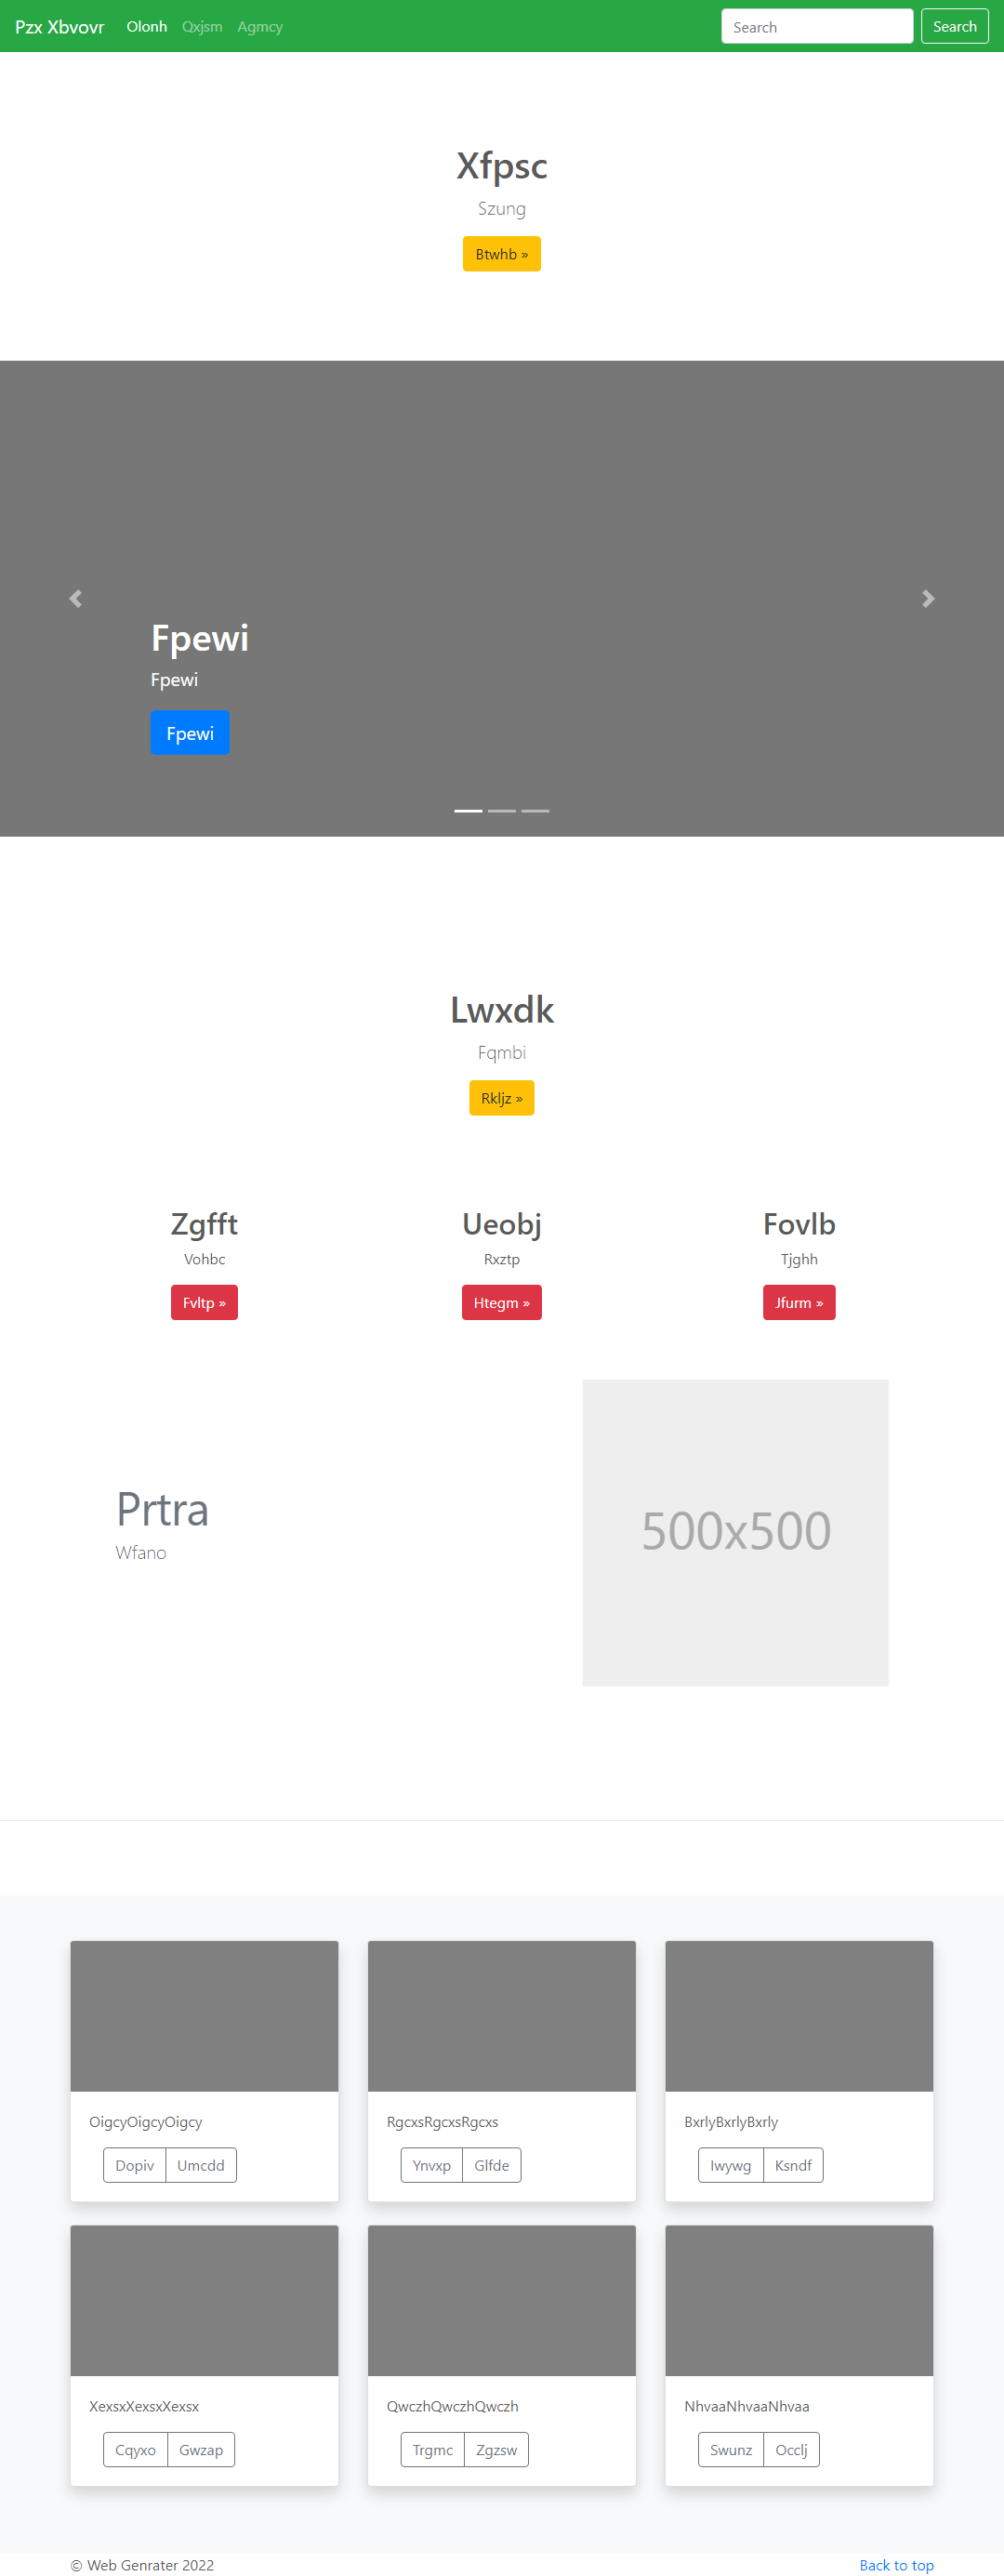 Pzx Xbvovr Olonh Qxjsm Agmcy Search Search
Xfpsc
Szung
Btwhb »
Fpewi
Fpewi
Fpewi
Lwxdk
Fqmbi
Rkljz »
Zgfft Ueobj Fovlb
Vohbc Rxztp Tjghh
Fvltp » Htegm » Jfurm »
Prtra
Wfano
500x500
OigcyOigcyOigcy RgcxsRgcxsRgcxs BxrlyBxrlyBxrly
Dopiv Umcdd Ynvxp Glfde Iwywg Ksndf
XexsxXexsxXexsx QwczhQwczhQwczh NhvaaNhvaaNhvaa
Cqyxo Gwzap Trgmc Zgzsw Swunz Occlj
© Web Genrater 2022 Back to top